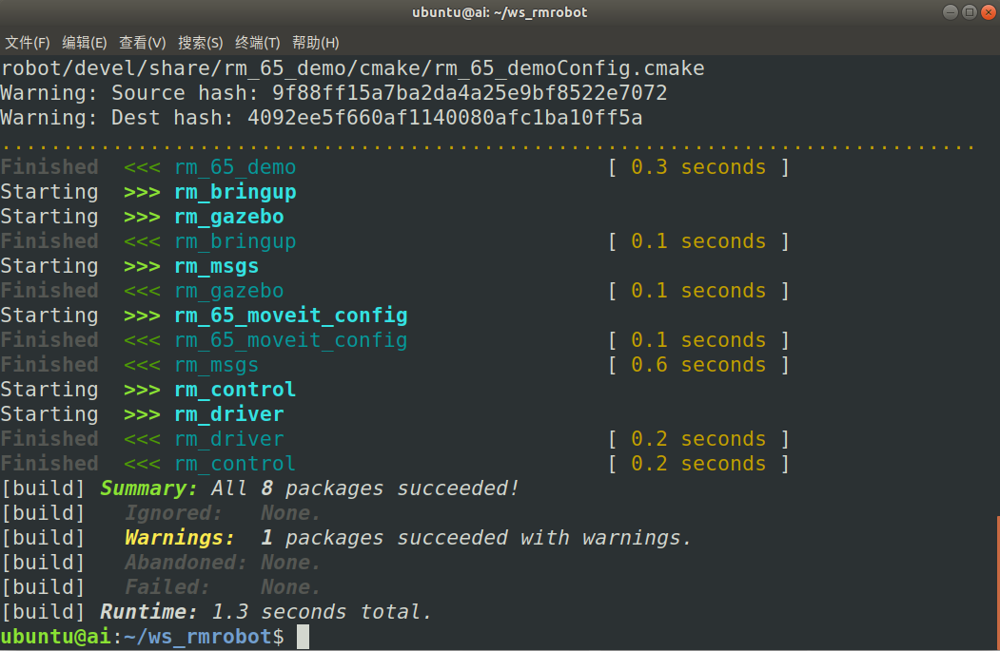 ubuntu@ai: ~/ws_rmrobot
文件(F) 编辑(E) 查看(V) 搜索(S) 终端(T) 帮助(H)
robot/devel/share/rm_65_demo/cmake/rm_65_demoConfig.cmake
Warning: Source hash: 9f88ff15a7ba2da4a25e9bf8522e7072
Warning: Dest hash: 4092ee5f660af1140080afc1ba10ff5a
...............................................................................
Finished <<< rm_65_demo [ 0.3 seconds ]
Starting >>> rm_bringup
Starting >>> rm_gazebo
Finished <<< rm_bringup [ 0.1 seconds ]
Starting >>> rm_msgs
Finished <<< rm_gazebo [ 0.1 seconds ]
Starting >>> rm_65_moveit_config
Finished <<< rm_65_moveit_config [ 0.1 seconds ]
Finished <<< rm_msgs [ 0.6 seconds ]
Starting >>> rm_control
Starting >>> rm_driver
Finished <<< rm_driver [ 0.2 seconds ]
Finished <<< rm_control [ 0.2 seconds ]
[build] Summary: All 8 packages succeeded!
[build] Ignored: None.
[build] Warnings: 1 packages succeeded with warnings.
[build] Abandoned: None.
[build] Failed: None.
[build] Runtime: 1.3 seconds total.
ubuntu@ai:~/ws_rmrobot$